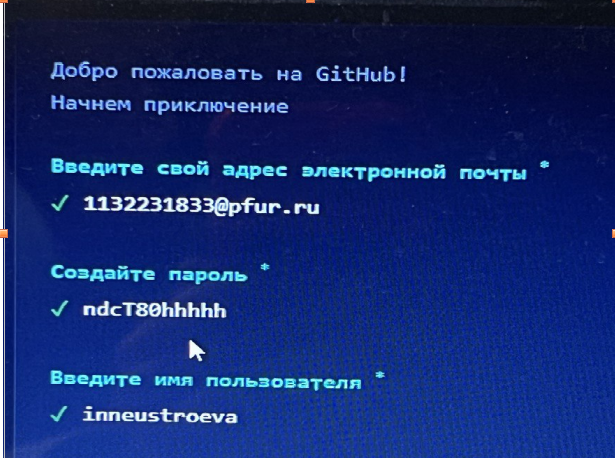 Добро пожаловать на GitHub!
Начнем приключение
Введите свой адрес электронной почты *
✓ 1132231833@pfur.ru
Создайте пароль *
✓ ndcT80hhhhh
Введите имя пользователя *
✓ inneustroeva